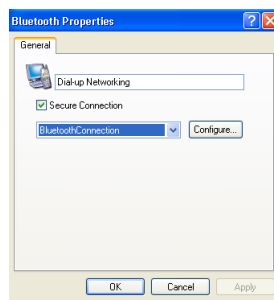 Bluetooth Properties
General
Dial-up Networking
Secure Connection
BluetoothConnection
Configure...
OK Cancel Apply